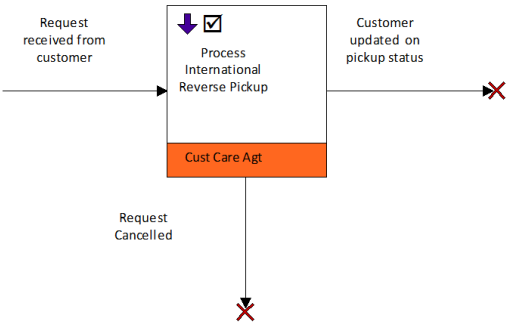 Request
received from
customer
Process
International
Reverse Pickup
Customer
updated on
pickup status
Cust Care Agt
Request
Cancelled